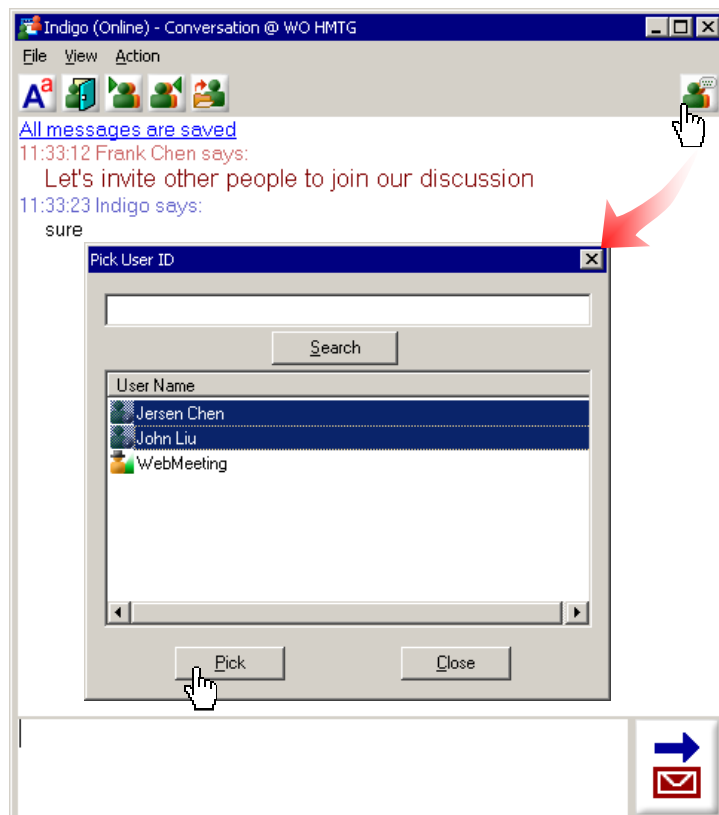 Indigo (Online) - Conversation @ WO HMTG
File View Action
Aa
All messages are saved
11:33:12 Frank Chen says:
Let's invite other people to join our discussion
11:33:23 Indigo says:
sure
Pick User ID
Search
User Name
Jersen Chen
John Liu
WebMeeting
Pick Close